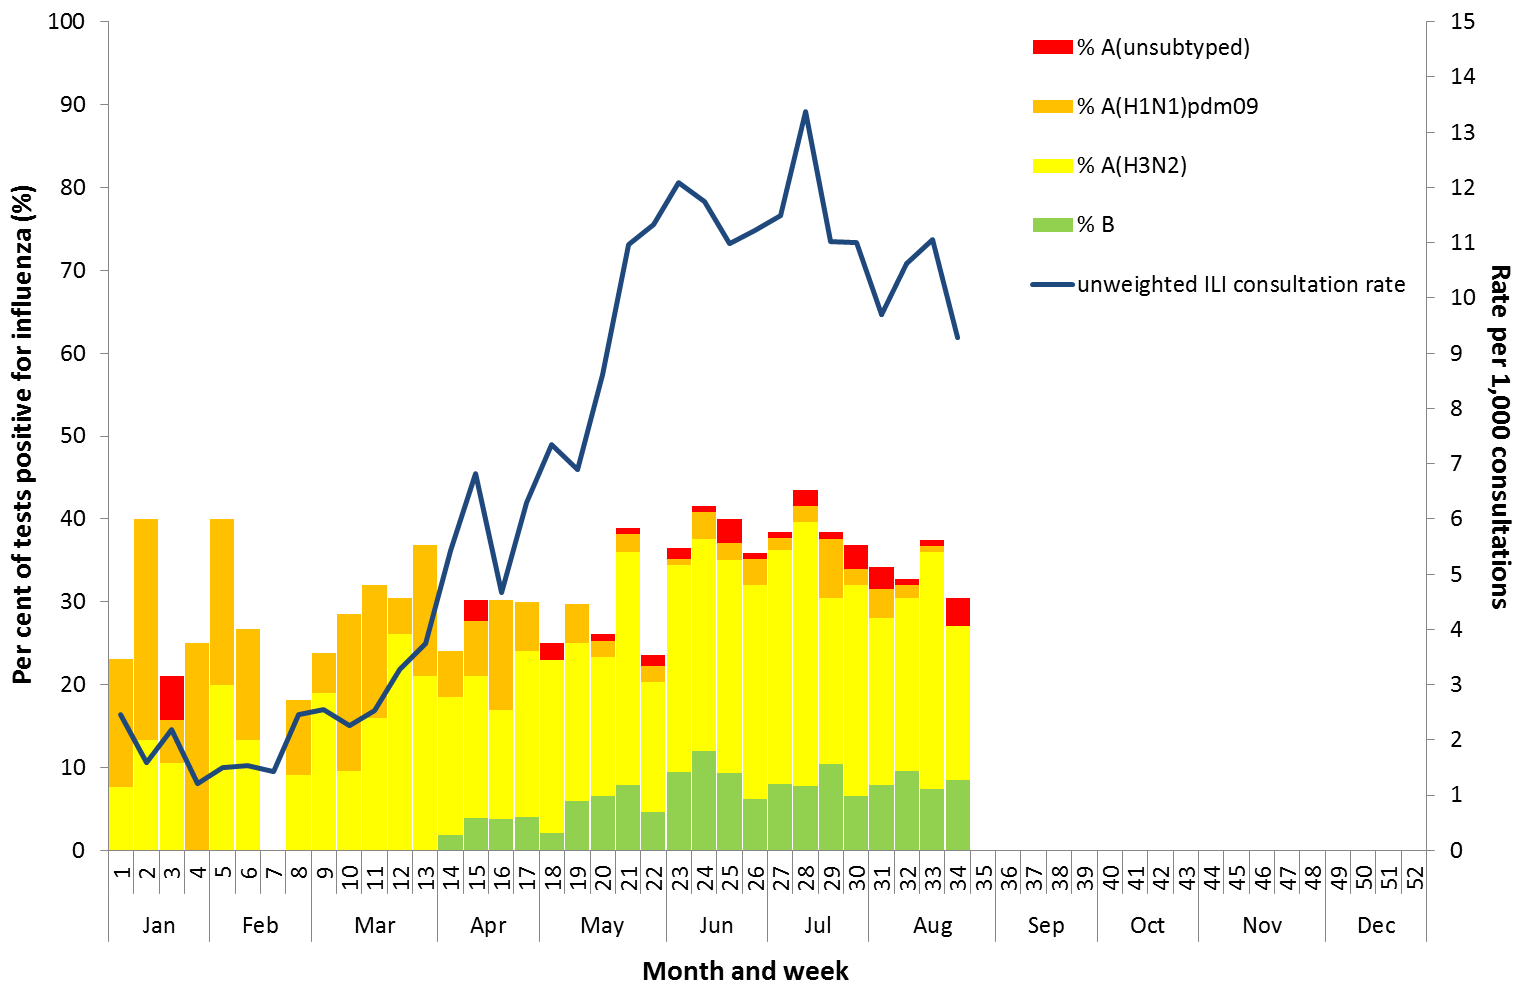 100
90
80
70
60
50
40
30
20
10
0
Per cent of tests positive for influenza (%)
15
14
13
12
11
10
9
8
7
6
5
4
3
2
1
0
Rate per 1,000 consultations
% A(unsubtyped)
% A(H1N1)pdm09
% A(H3N2)
% B
unweighted ILI consultation rate
1 2 3 4 5 6 7 8 9 10 11 12 13 14 15 16 17 18 19 20 21 22 23 24 25 26 27 28 29 30 31 32 33 34 35 36 37 38 39 40 41 42 43 44 45 46 47 48 49 50 51 52
Jan Feb Mar Apr May Jun Jul Aug Sep Oct Nov Dec
Month and week